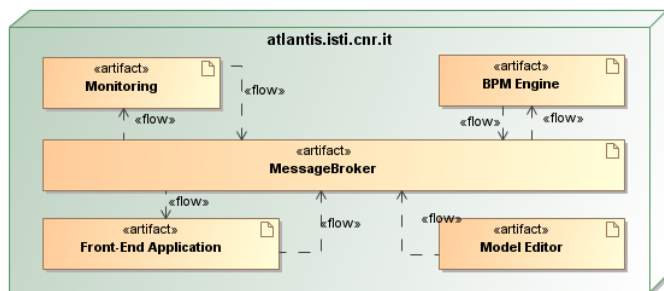 atlantis.isti.cnr.it
«artifact»
Monitoring
«artifact»
BPM Engine
«flow»
«flow»
«flow»
«flow»
«artifact»
MessageBroker
«flow»
«flow»
«flow»
«artifact»
Front-End Application
«artifact»
Model Editor